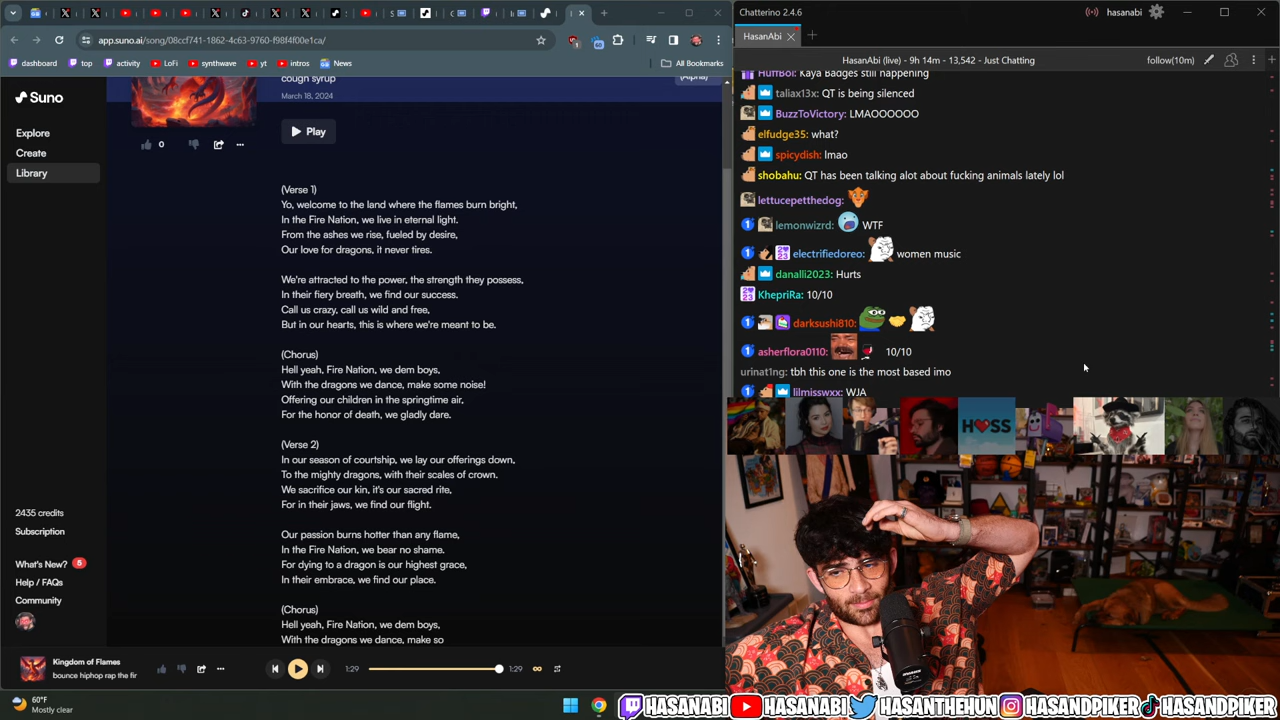 app.suno.ai/song/08ccf741-1862-4c63-9760-f98f4f0e1ca/
dashboard
top
activity
LoFi
synthwave
yt
intros
News
All Bookmarks
Suno
Explore
Create
Library
2435 credits
Subscription
What's New? 5
Help / FAQs
Community
cough syrup
March 18, 2024
Play
0
(Verse 1)
Yo, welcome to the land where the flames burn bright,
In the Fire Nation, we live in eternal light.
From the ashes we rise, fueled by desire,
Our love for dragons, it never tires.
We're attracted to the power, the strength they possess,
In their fiery breath, we find our success.
Call us crazy, call us wild and free,
But in our hearts, this is where we're meant to be.
(Chorus)
Hell yeah, Fire Nation, we dem boys,
With the dragons we dance, make some noise!
Offering our children in the springtime air,
For the honor of death, we gladly dare.
(Verse 2)
In our season of courtship, we lay our offerings down,
To the mighty dragons, with their scales of crown.
We sacrifice our kin, it's our sacred rite,
For in their jaws, we find our flight.
Our passion burns hotter than any flame,
In the Fire Nation, we bear no shame.
For dying to a dragon is our highest grace,
In their embrace, we find our place.
(Chorus)
Hell yeah, Fire Nation, we dem boys,
With the dragons we dance, make so
Kingdom of Flames
bounce hiphop rap the fir
1:29
1:29
60°F
Mostly clear
Chatterino 2.4.6
hasanabi
HasanAbi
HasanAbi (live) - 9h 14m - 13,542 - Just Chatting
follow(10m)
HuffBoi: Kaya Badges still happening
taliax13x: QT is being silenced
BuzzToVictory: LMAOOOOO
elfudge35: what?
spicydish: lmao
shobahu: QT has been talking alot about fucking animals lately lol
lettucepetthedog:
lemonwizrd: WTF
electrifiedoreo: women music
danalli2023: Hurts
KhepriRa: 10/10
darksushi810:
asherflora0110: 10/10
urinat1ng: tbh this one is the most based imo
lilmisswxx: WJA
HOSS
HASANABI
HASANABI
HASANTHEHUN
HASANDPIKER
HASANDPIKER